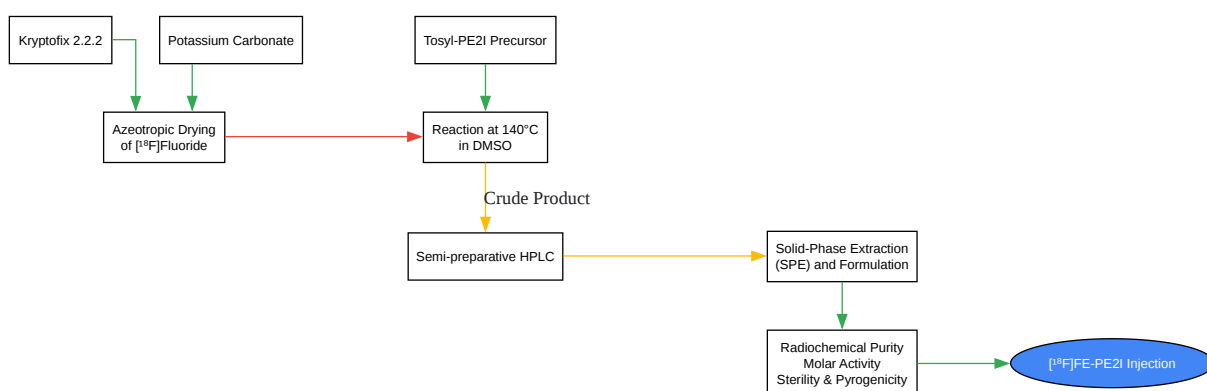 Kryptofix 2.2.2
Potassium Carbonate
Tosyl-PE2I Precursor
Azeotropic Drying
of [¹⁸F]Fluoride
Reaction at 140°C
in DMSO
Crude Product
Semi-preparative HPLC
Solid-Phase Extraction
(SPE) and Formulation
Radiochemical Purity
Molar Activity
Sterility & Pyrogenicity
[¹⁸F]FE-PE2I Injection